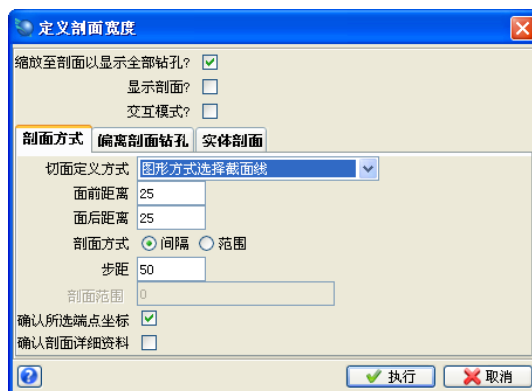 定义剖面宽度
缩放至剖面以显示全部钻孔?
显示剖面?
交互模式?
剖面方式 偏离剖面钻孔 实体剖面
切面定义方式 图形方式选择截面线
面前距离 25
面后距离 25
剖面方式 间隔 范围
步距 50
剖面范围 0
确认所选端点坐标
确认剖面详细资料
? 执行 取消